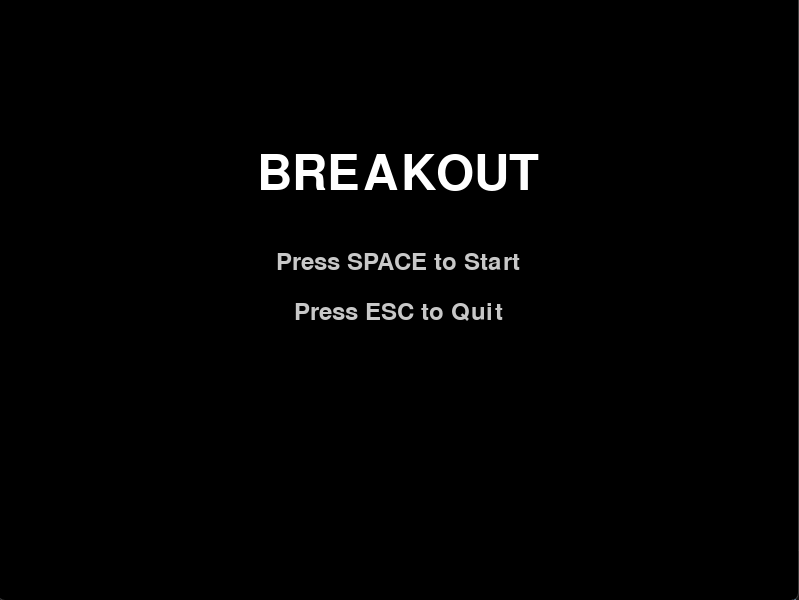 BREAKOUT
Press SPACE to Start
Press ESC to Quit